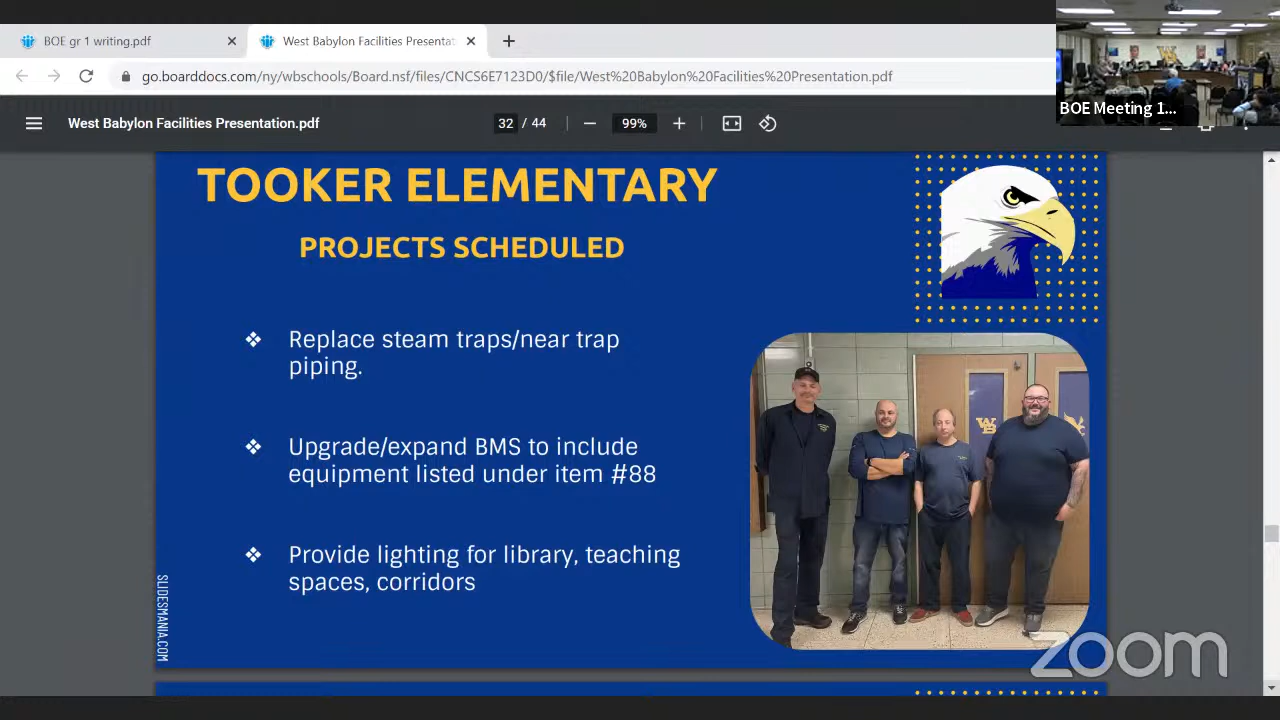 BOE gr 1 writing.pdf
West Babylon Facilities Presentat
go.boarddocs.com/ny/wbschools/Board.nsf/files/CNCS6E7123D0/$file/West%20Babylon%20Facilities%20Presentation.pdf
BOE Meeting 1...
West Babylon Facilities Presentation.pdf
32 / 44
99%
TOOKER ELEMENTARY
PROJECTS SCHEDULED
❖ Replace steam traps/near trap
piping.
❖ Upgrade/expand BMS to include
equipment listed under item #88
❖ Provide lighting for library, teaching
spaces, corridors
SLIDESMANIA.COM
WB
zoom